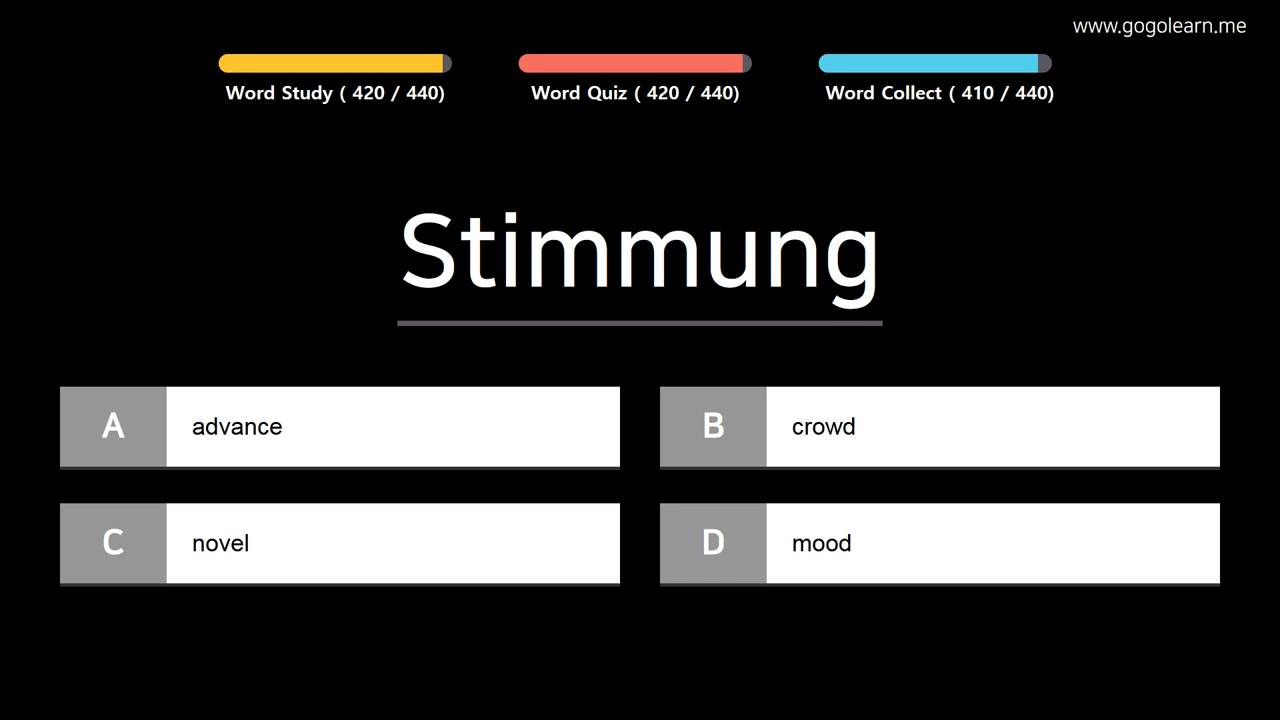 www.gogolearn.me
Word Study ( 420 / 440)
Word Quiz ( 420 / 440)
Word Collect ( 410 / 440)
Stimmung
A advance
B crowd
C novel
D mood